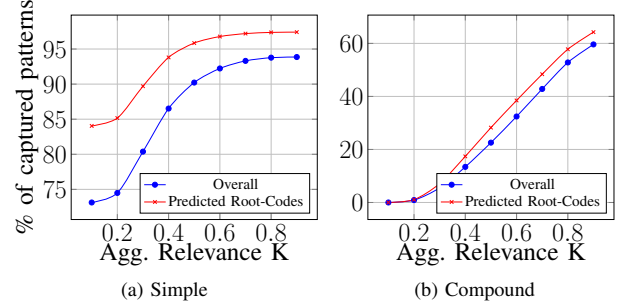 % of captured patterns
95
90
85
80
75
0.2 0.4 0.6 0.8
Agg. Relevance K
Overall
Predicted Root-Codes
(a) Simple
60
40
20
0
0.2 0.4 0.6 0.8
Agg. Relevance K
Overall
Predicted Root-Codes
(b) Compound